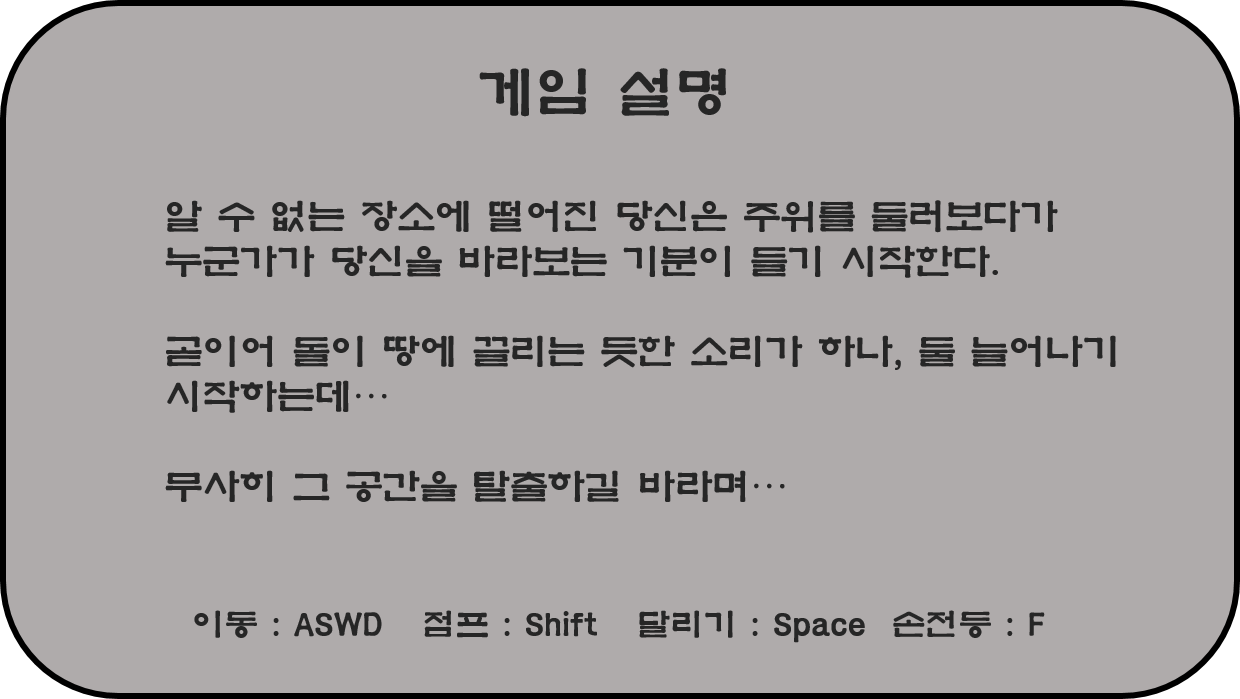 게임 설명
알 수 없는 장소에 떨어진 당신은 주위를 둘러보다가
누군가가 당신을 바라보는 기분이 들기 시작한다.
곧이어 돌이 땅에 끌리는 듯한 소리가 하나, 둘 늘어나기
시작하는데…
무사히 그 공간을 탈출하길 바라며…
이동 : ASWD 점프 : Shift 달리기 : Space 손전등 : F